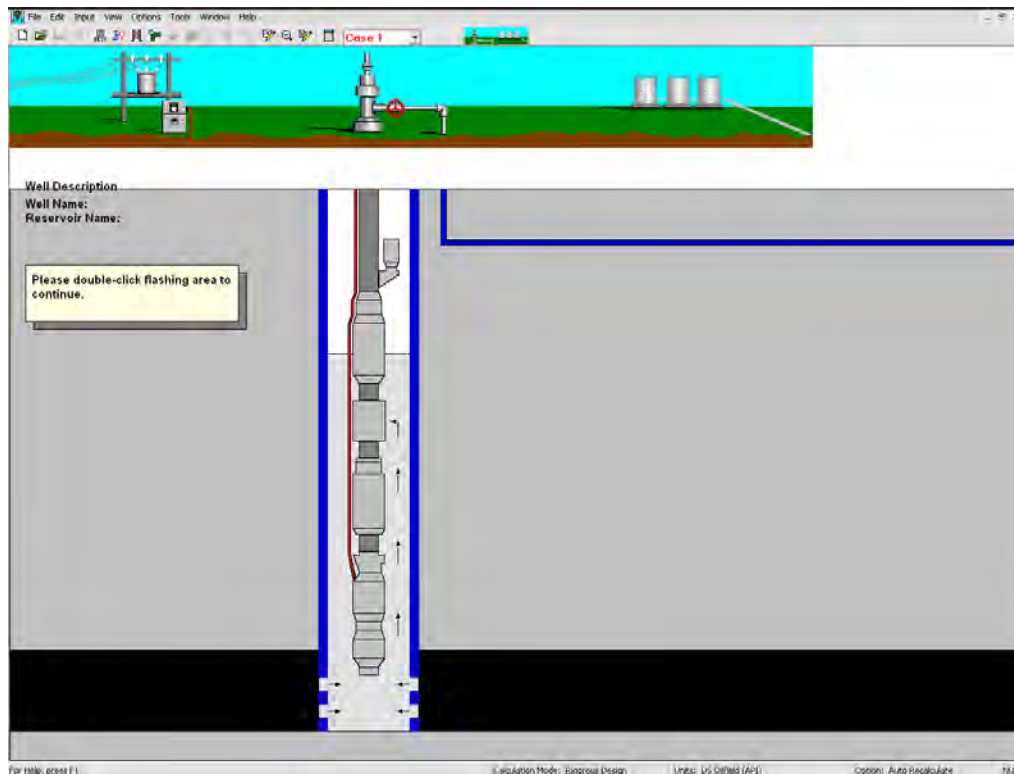 File Edit Input View Options Tools Window Help
Case 1
Well Description
Well Name:
Reservoir Name:
Please double-click flashing area to
continue.
For Help, press F1
Calculation Mode: Rigorous Design
Units: US Oilfield (API)
Option: Auto Recalculate